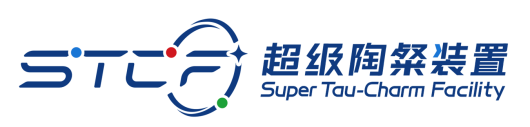 STCF
超级陶粲装置
Super Tau-Charm Facility